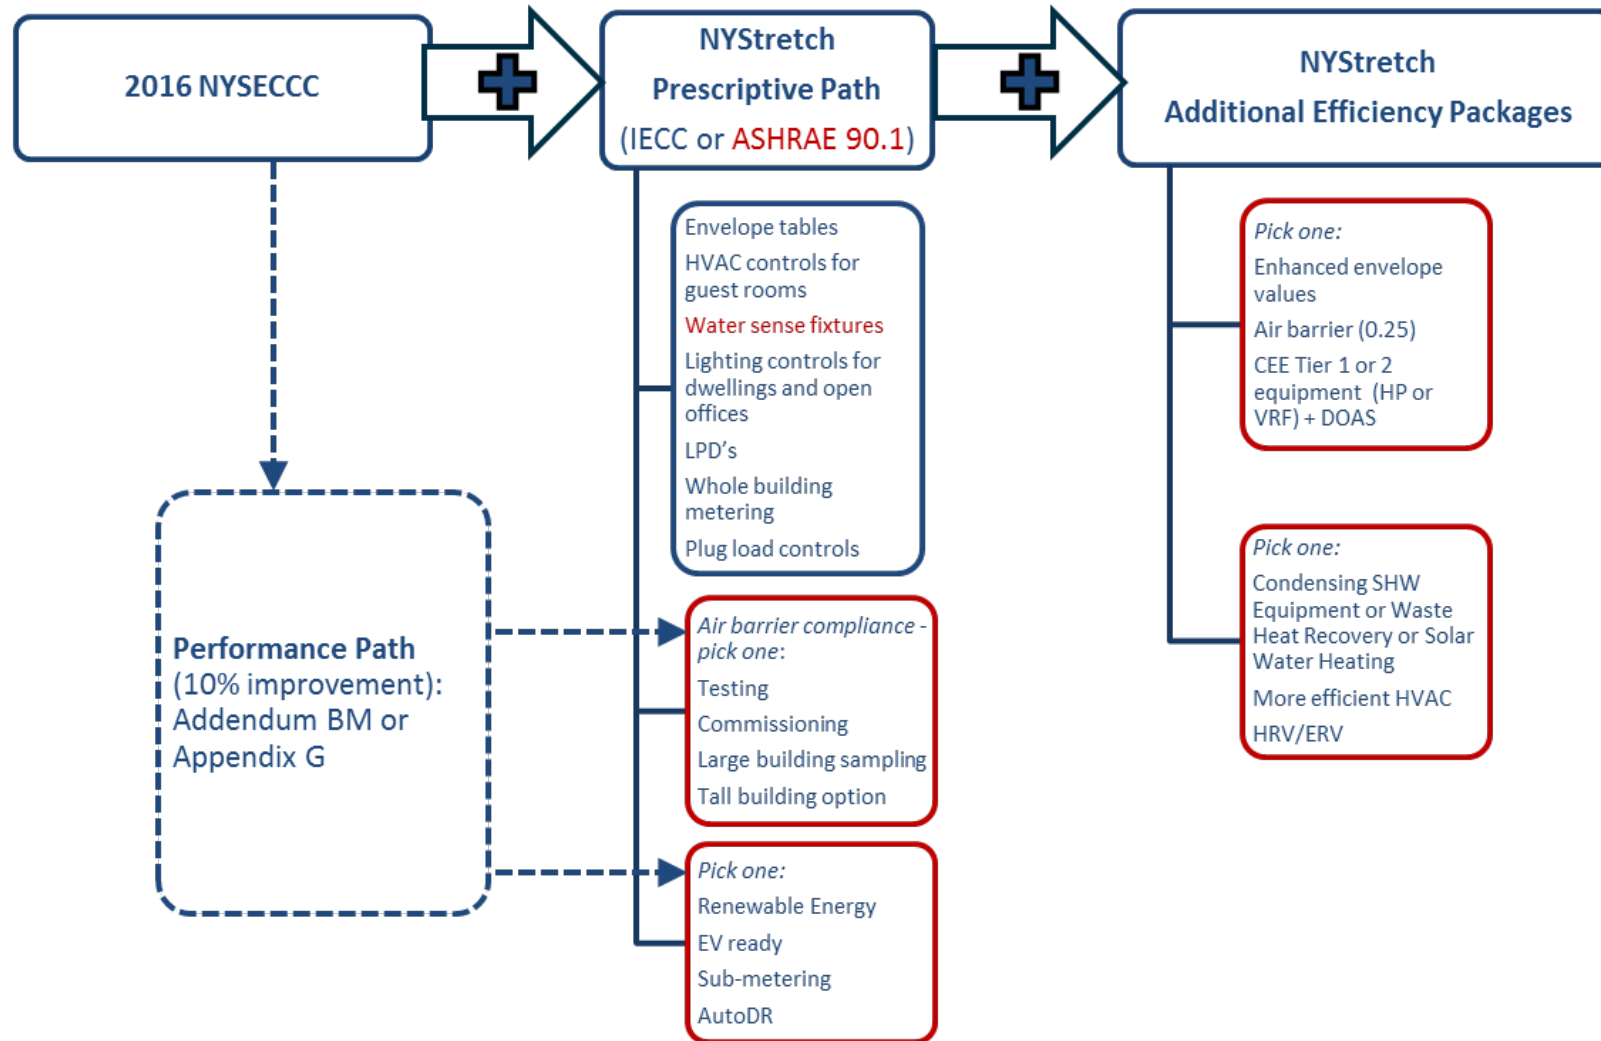 2016 NYSECCC
NYStretch
Prescriptive Path
(IECC or ASHRAE 90.1)
NYStretch
Additional Efficiency Packages
Envelope tables
HVAC controls for
guest rooms
Water sense fixtures
Lighting controls for
dwellings and open
offices
LPD's
Whole building
metering
Plug load controls
Pick one:
Enhanced envelope
values
Air barrier (0.25)
CEE Tier 1 or 2
equipment (HP or
VRF) + DOAS
Performance Path
(10% improvement):
Addendum BM or
Appendix G
Air barrier compliance -
pick one:
Testing
Commissioning
Large building sampling
Tall building option
Pick one:
Condensing SHW
Equipment or Waste
Heat Recovery or Solar
Water Heating
More efficient HVAC
HRV/ERV
Pick one:
Renewable Energy
EV ready
Sub-metering
AutoDR